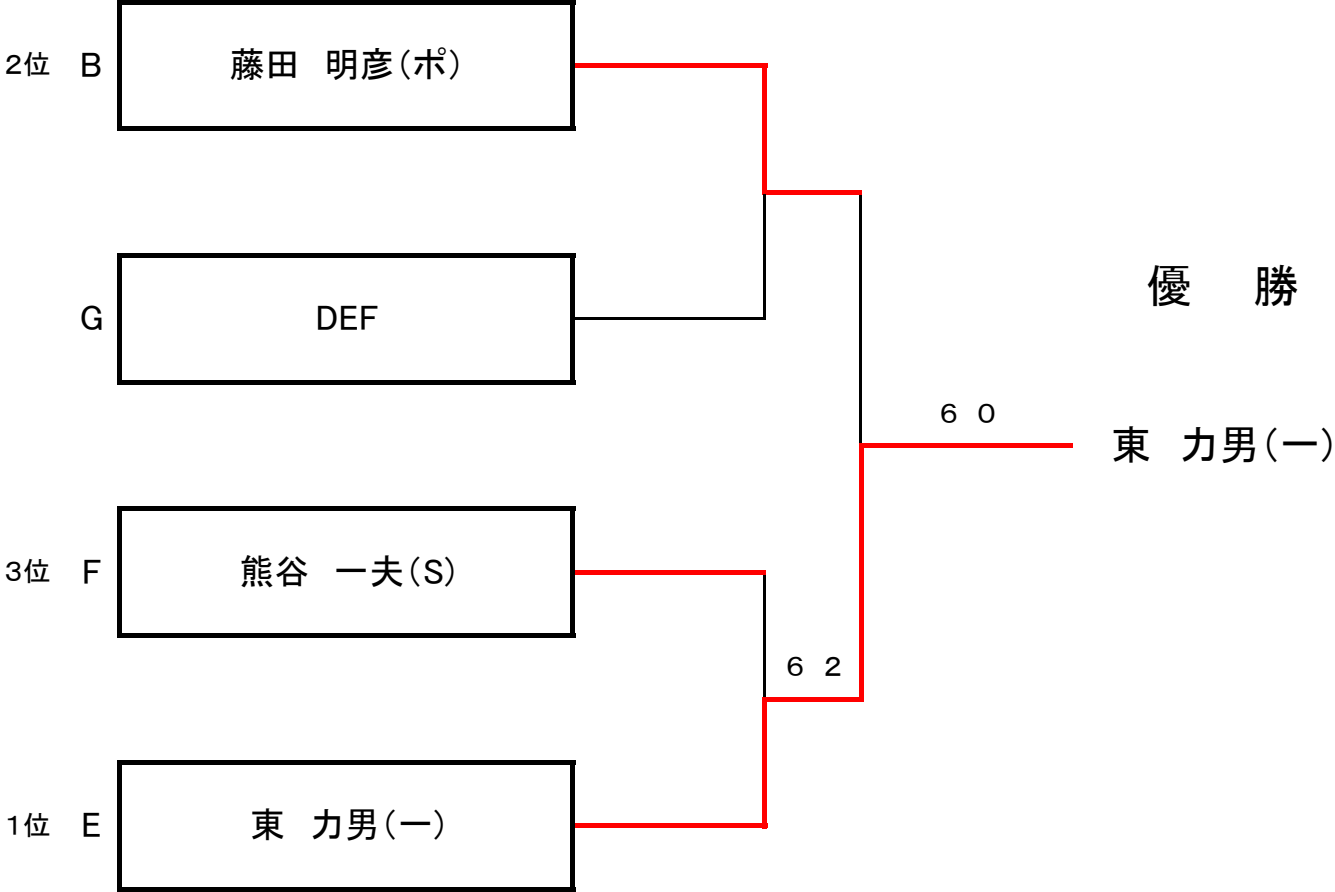 2位 B 藤田 明彦(ポ)
G DEF
優 勝
6 0
東 力男(一)
3位 F 熊谷 一夫(S)
6 2
1位 E 東 力男(一)